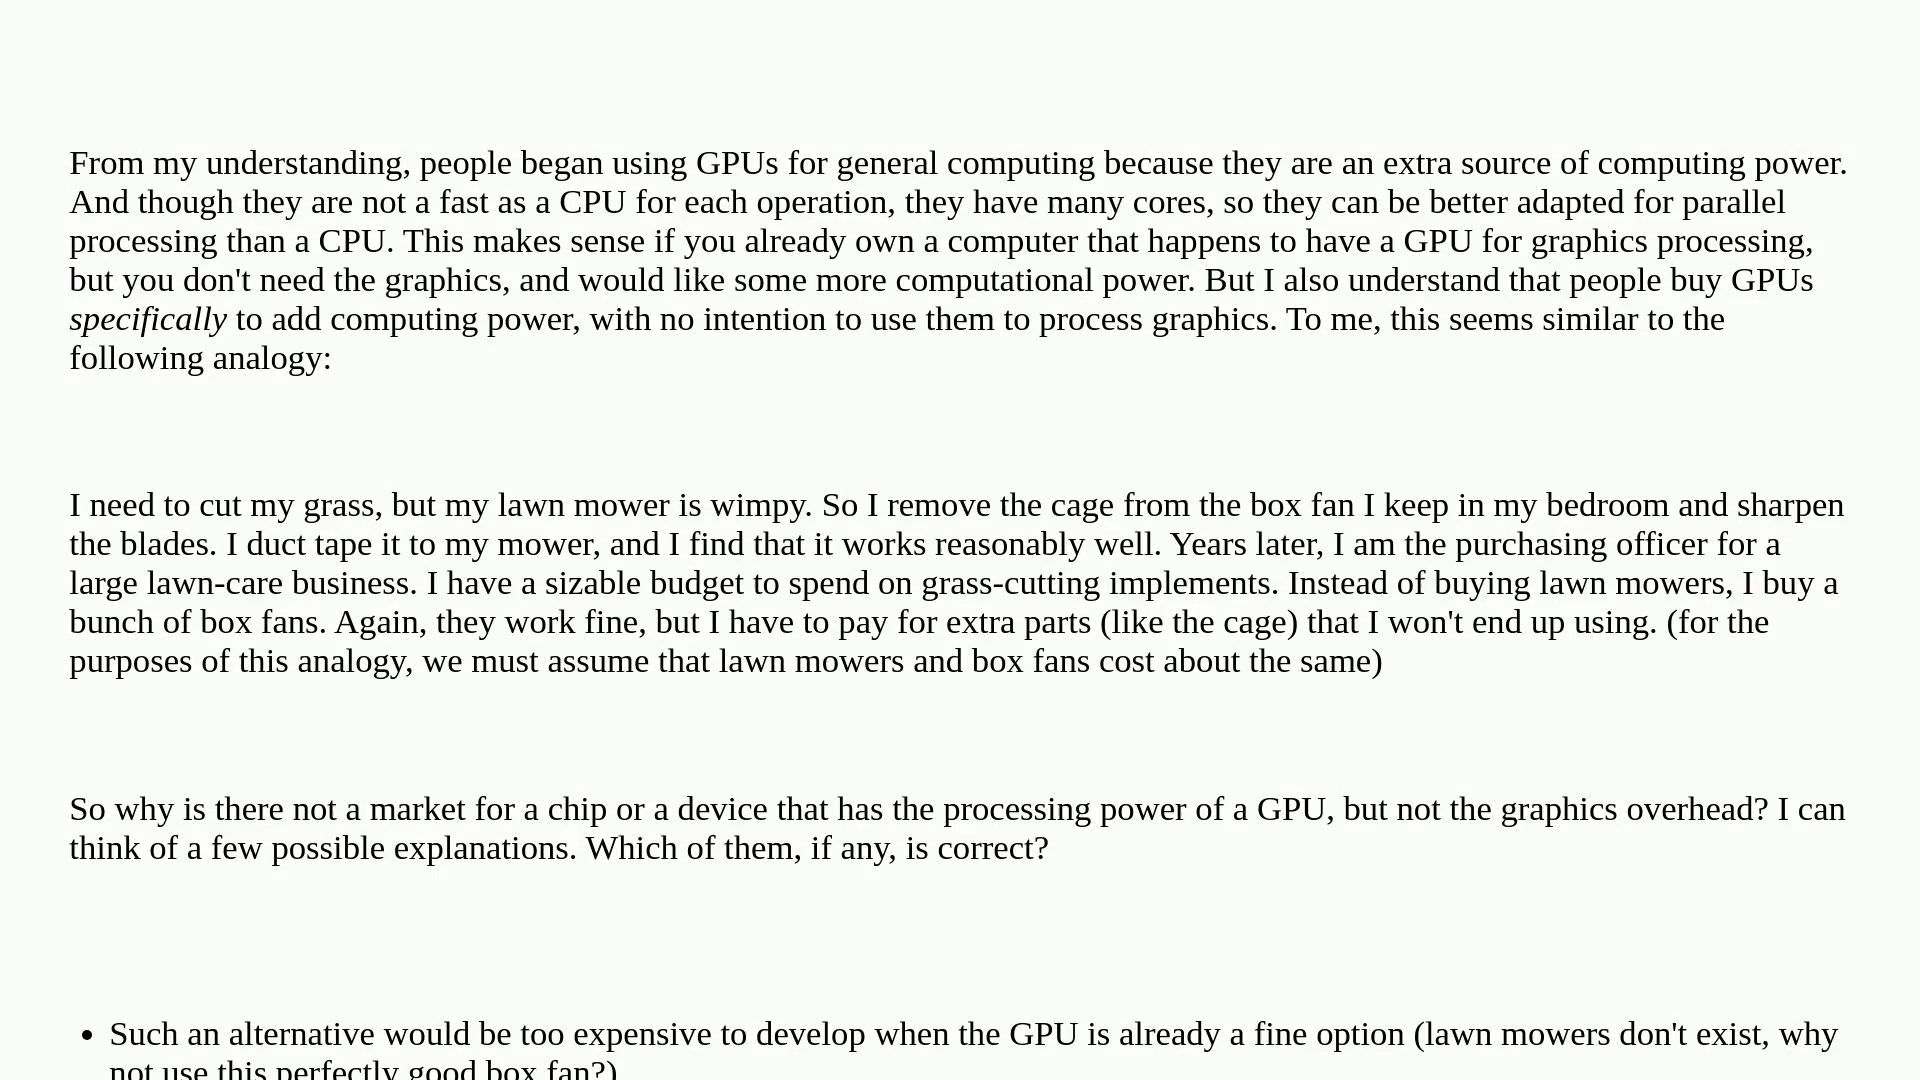 From my understanding, people began using GPUs for general computing because they are an extra source of computing power.
And though they are not a fast as a CPU for each operation, they have many cores, so they can be better adapted for parallel
processing than a CPU. This makes sense if you already own a computer that happens to have a GPU for graphics processing,
but you don't need the graphics, and would like some more computational power. But I also understand that people buy GPUs
specifically to add computing power, with no intention to use them to process graphics. To me, this seems similar to the
following analogy:
I need to cut my grass, but my lawn mower is wimpy. So I remove the cage from the box fan I keep in my bedroom and sharpen
the blades. I duct tape it to my mower, and I find that it works reasonably well. Years later, I am the purchasing officer for a
large lawn-care business. I have a sizable budget to spend on grass-cutting implements. Instead of buying lawn mowers, I buy a
bunch of box fans. Again, they work fine, but I have to pay for extra parts (like the cage) that I won't end up using. (for the
purposes of this analogy, we must assume that lawn mowers and box fans cost about the same)
So why is there not a market for a chip or a device that has the processing power of a GPU, but not the graphics overhead? I can
think of a few possible explanations. Which of them, if any, is correct?
• Such an alternative would be too expensive to develop when the GPU is already a fine option (lawn mowers don't exist, why
not use this perfectly good box fan?)